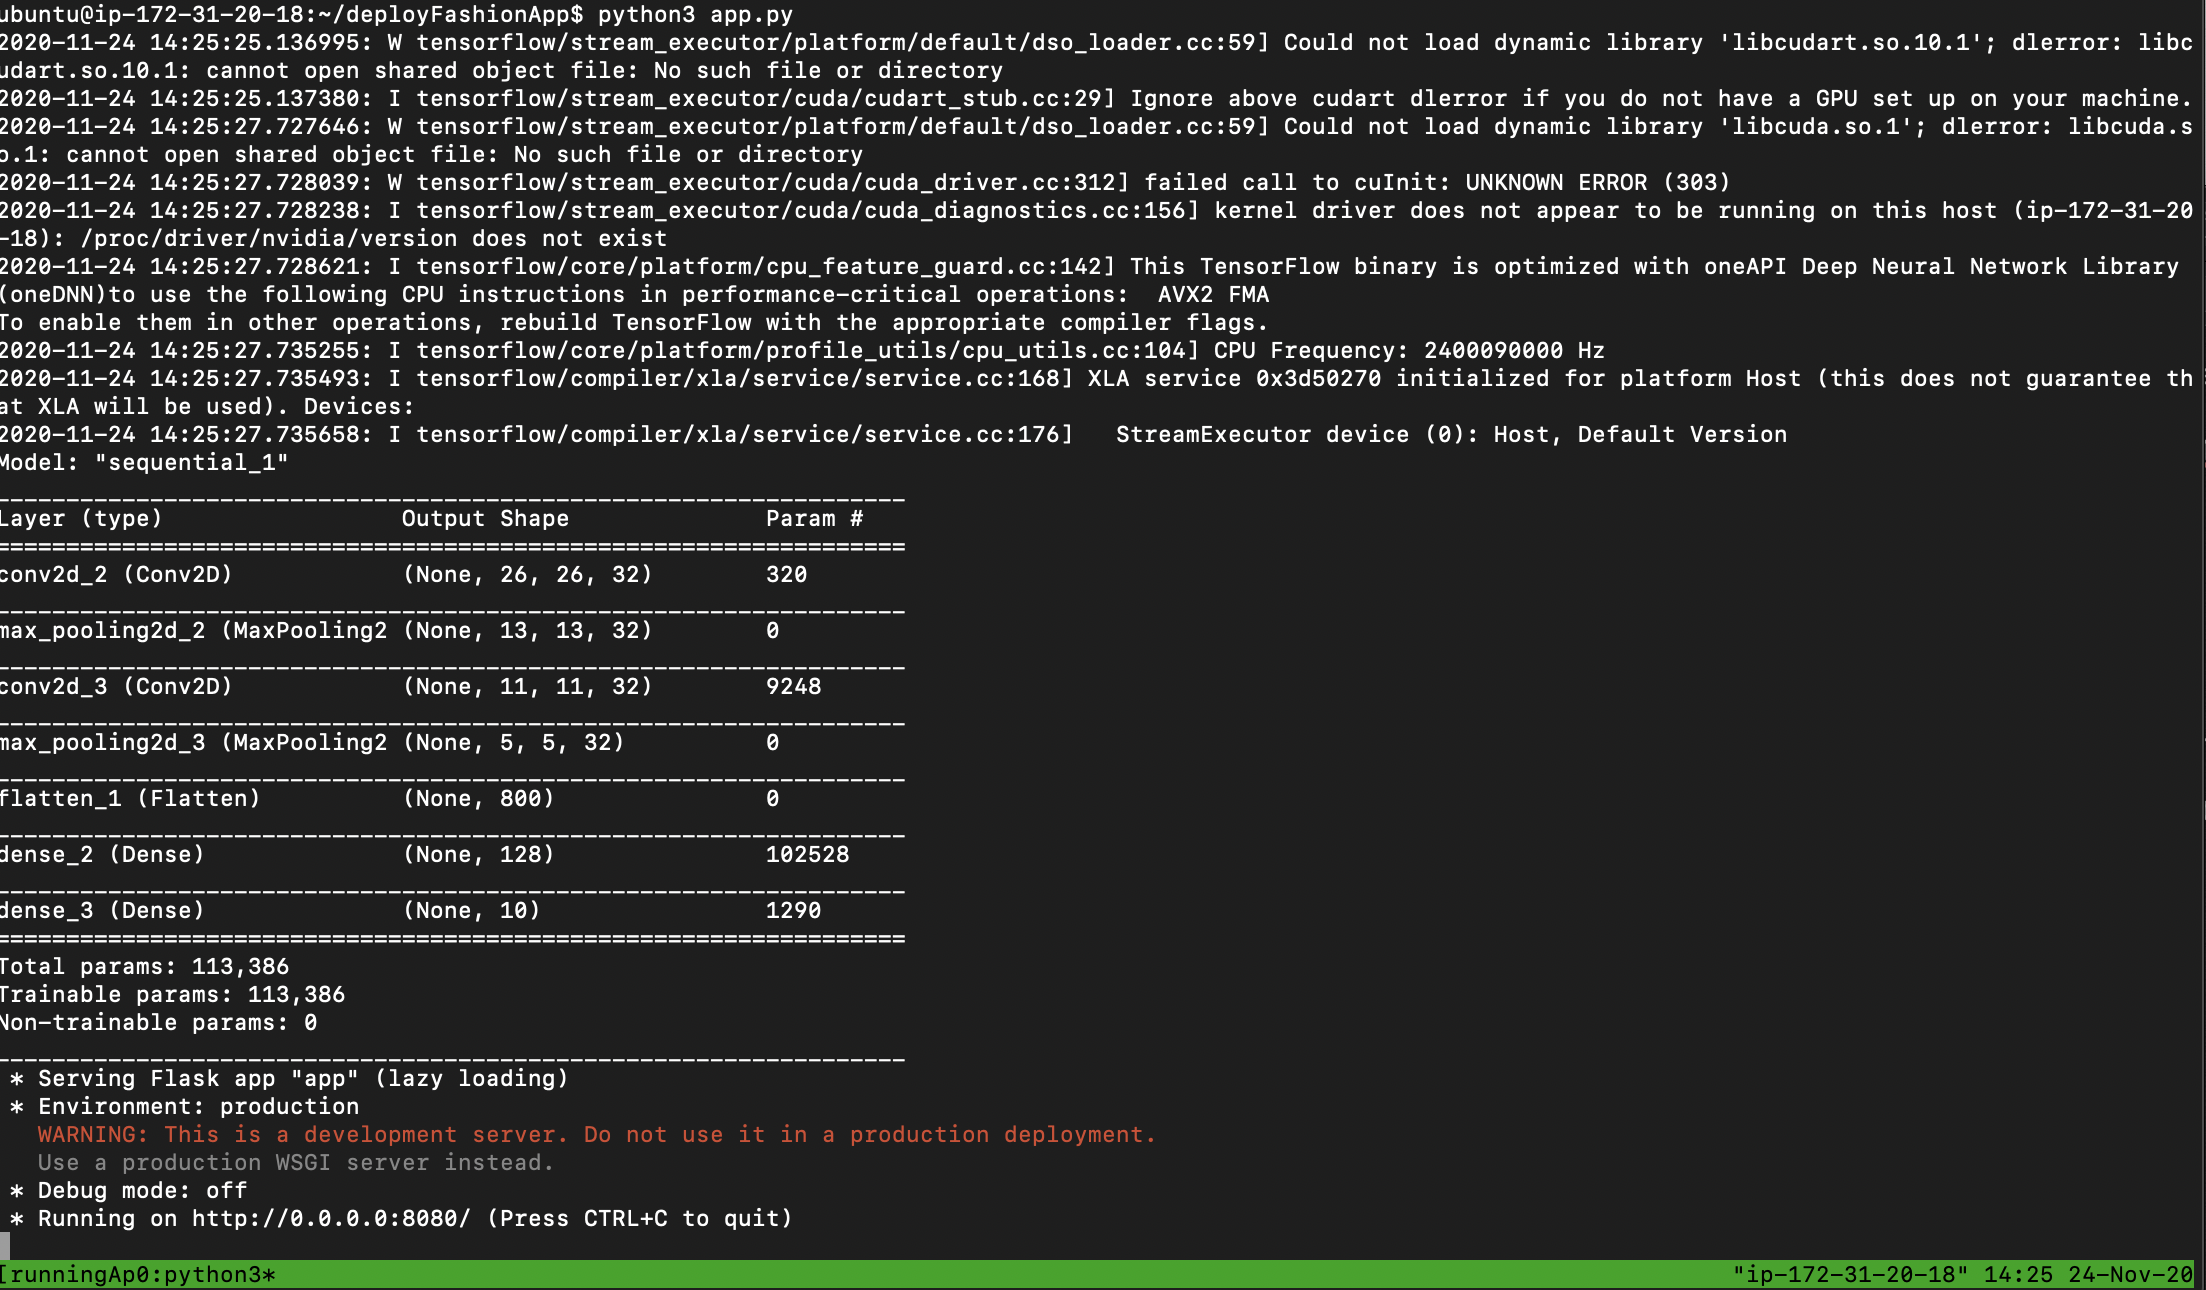 ubuntu@ip-172-31-20-18:~/deployFashionApp$ python3 app.py
2020-11-24 14:25:25.136995: W tensorflow/stream_executor/platform/default/dso_loader.cc:59] Could not load dynamic library 'libcudart.so.10.1'; dlerror: libc
udart.so.10.1: cannot open shared object file: No such file or directory
2020-11-24 14:25:25.137380: I tensorflow/stream_executor/cuda/cudart_stub.cc:29] Ignore above cudart dlerror if you do not have a GPU set up on your machine.
2020-11-24 14:25:27.727646: W tensorflow/stream_executor/platform/default/dso_loader.cc:59] Could not load dynamic library 'libcuda.so.1'; dlerror: libcuda.s
o.1: cannot open shared object file: No such file or directory
2020-11-24 14:25:27.728039: W tensorflow/stream_executor/cuda/cuda_driver.cc:312] failed call to cuInit: UNKNOWN ERROR (303)
2020-11-24 14:25:27.728238: I tensorflow/stream_executor/cuda/cuda_diagnostics.cc:156] kernel driver does not appear to be running on this host (ip-172-31-20
-18): /proc/driver/nvidia/version does not exist
2020-11-24 14:25:27.728621: I tensorflow/core/platform/cpu_feature_guard.cc:142] This TensorFlow binary is optimized with oneAPI Deep Neural Network Library
(oneDNN)to use the following CPU instructions in performance-critical operations:  AVX2 FMA
To enable them in other operations, rebuild TensorFlow with the appropriate compiler flags.
2020-11-24 14:25:27.735255: I tensorflow/core/platform/profile_utils/cpu_utils.cc:104] CPU Frequency: 2400090000 Hz
2020-11-24 14:25:27.735493: I tensorflow/compiler/xla/service/service.cc:168] XLA service 0x3d50270 initialized for platform Host (this does not guarantee th
at XLA will be used). Devices:
2020-11-24 14:25:27.735658: I tensorflow/compiler/xla/service/service.cc:176]   StreamExecutor device (0): Host, Default Version
Model: "sequential_1"
_________________________________________________________________
Layer (type)                 Output Shape              Param #
=================================================================
conv2d_2 (Conv2D)            (None, 26, 26, 32)        320
_________________________________________________________________
max_pooling2d_2 (MaxPooling2 (None, 13, 13, 32)        0
_________________________________________________________________
conv2d_3 (Conv2D)            (None, 11, 11, 32)        9248
_________________________________________________________________
max_pooling2d_3 (MaxPooling2 (None, 5, 5, 32)          0
_________________________________________________________________
flatten_1 (Flatten)          (None, 800)               0
_________________________________________________________________
dense_2 (Dense)              (None, 128)               102528
_________________________________________________________________
dense_3 (Dense)              (None, 10)                1290
=================================================================
Total params: 113,386
Trainable params: 113,386
Non-trainable params: 0
_________________________________________________________________
 * Serving Flask app "app" (lazy loading)
 * Environment: production
   WARNING: This is a development server. Do not use it in a production deployment.
   Use a production WSGI server instead.
 * Debug mode: off
 * Running on http://0.0.0.0:8080/ (Press CTRL+C to quit)
[runningAp0:python3* "ip-172-31-20-18" 14:25 24-Nov-20